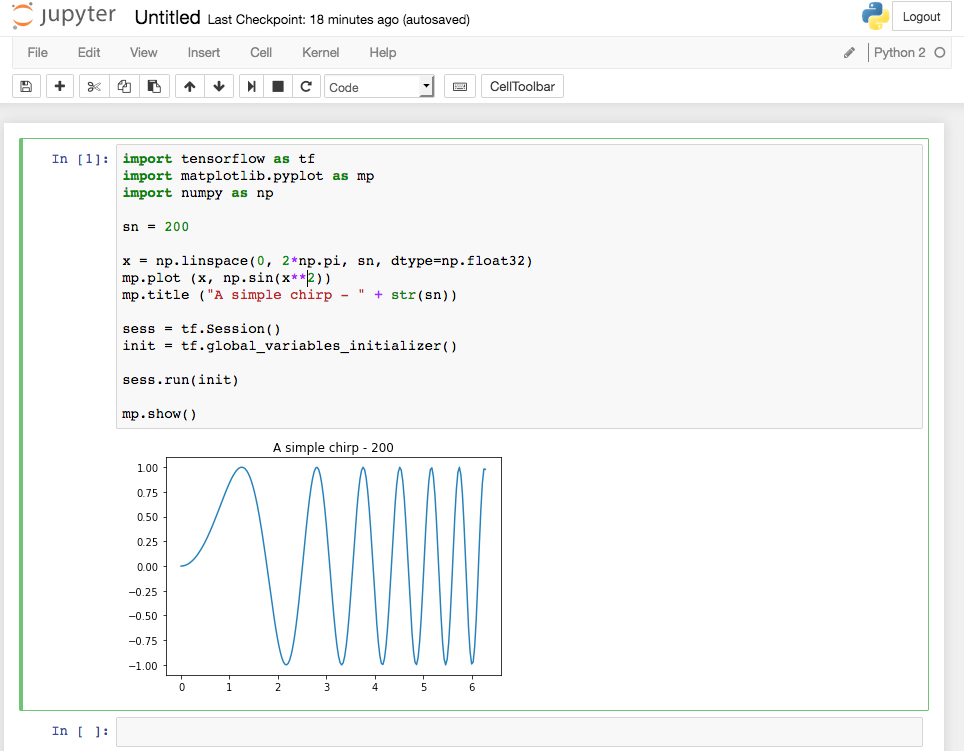 jupyter Untitled Last Checkpoint: 18 minutes ago (autosaved) Logout
File Edit View Insert Cell Kernel Help Python 2
Code CellToolbar
In [1]:
import tensorflow as tf
import matplotlib.pyplot as mp
import numpy as np
sn = 200
x = np.linspace(0, 2*np.pi, sn, dtype=np.float32)
mp.plot (x, np.sin(x**2))
mp.title ("A simple chirp - " + str(sn))
sess = tf.Session()
init = tf.global_variables_initializer()
sess.run(init)
mp.show()
A simple chirp - 200
1.00
0.75
0.50
0.25
0.00
−0.25
−0.50
−0.75
−1.00
0 1 2 3 4 5 6
In [ ]: